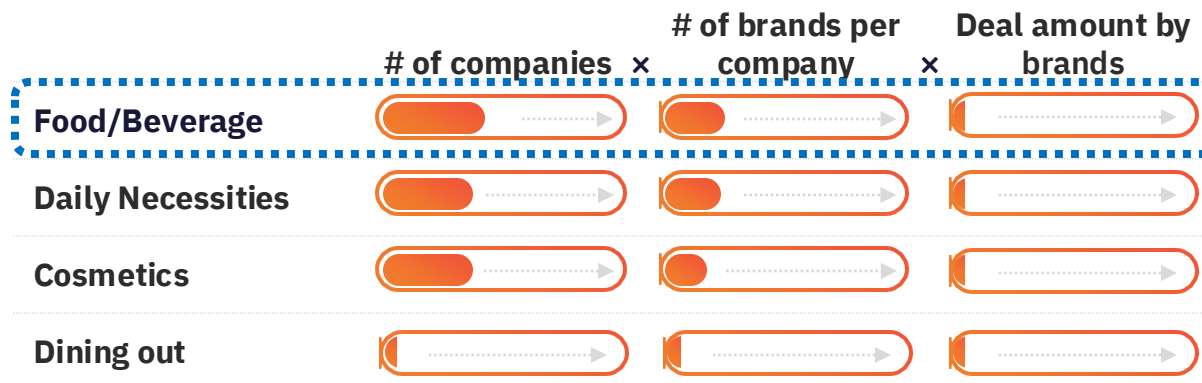 # of brands per Deal amount by
# of companies × company × brands
Food/Beverage
Daily Necessities
Cosmetics
Dining out